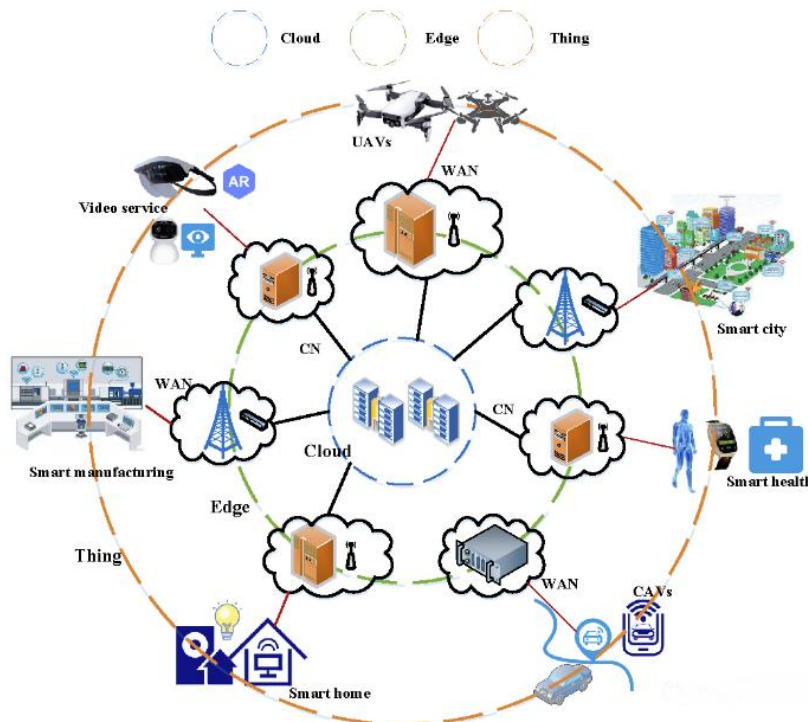 Cloud
Edge
Thing
UAVs
WAN
AR
Video service
Smart city
CN
WAN
CN
Cloud
Smart manufacturing
Smart health
Edge
Thing
WAN
CAVs
Smart home